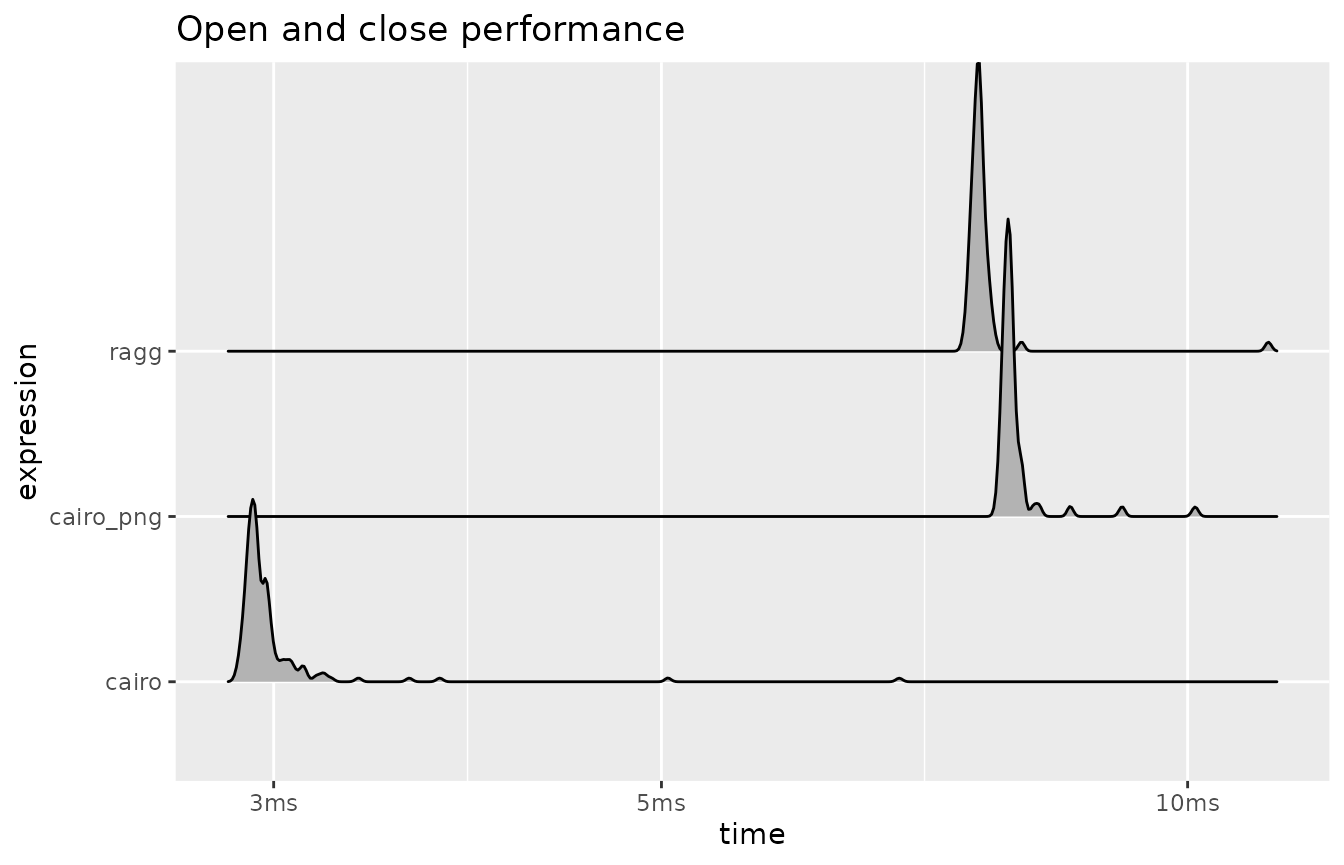 Open and close performance
expression
ragg
cairo_png
cairo
3ms
5ms
10ms
time